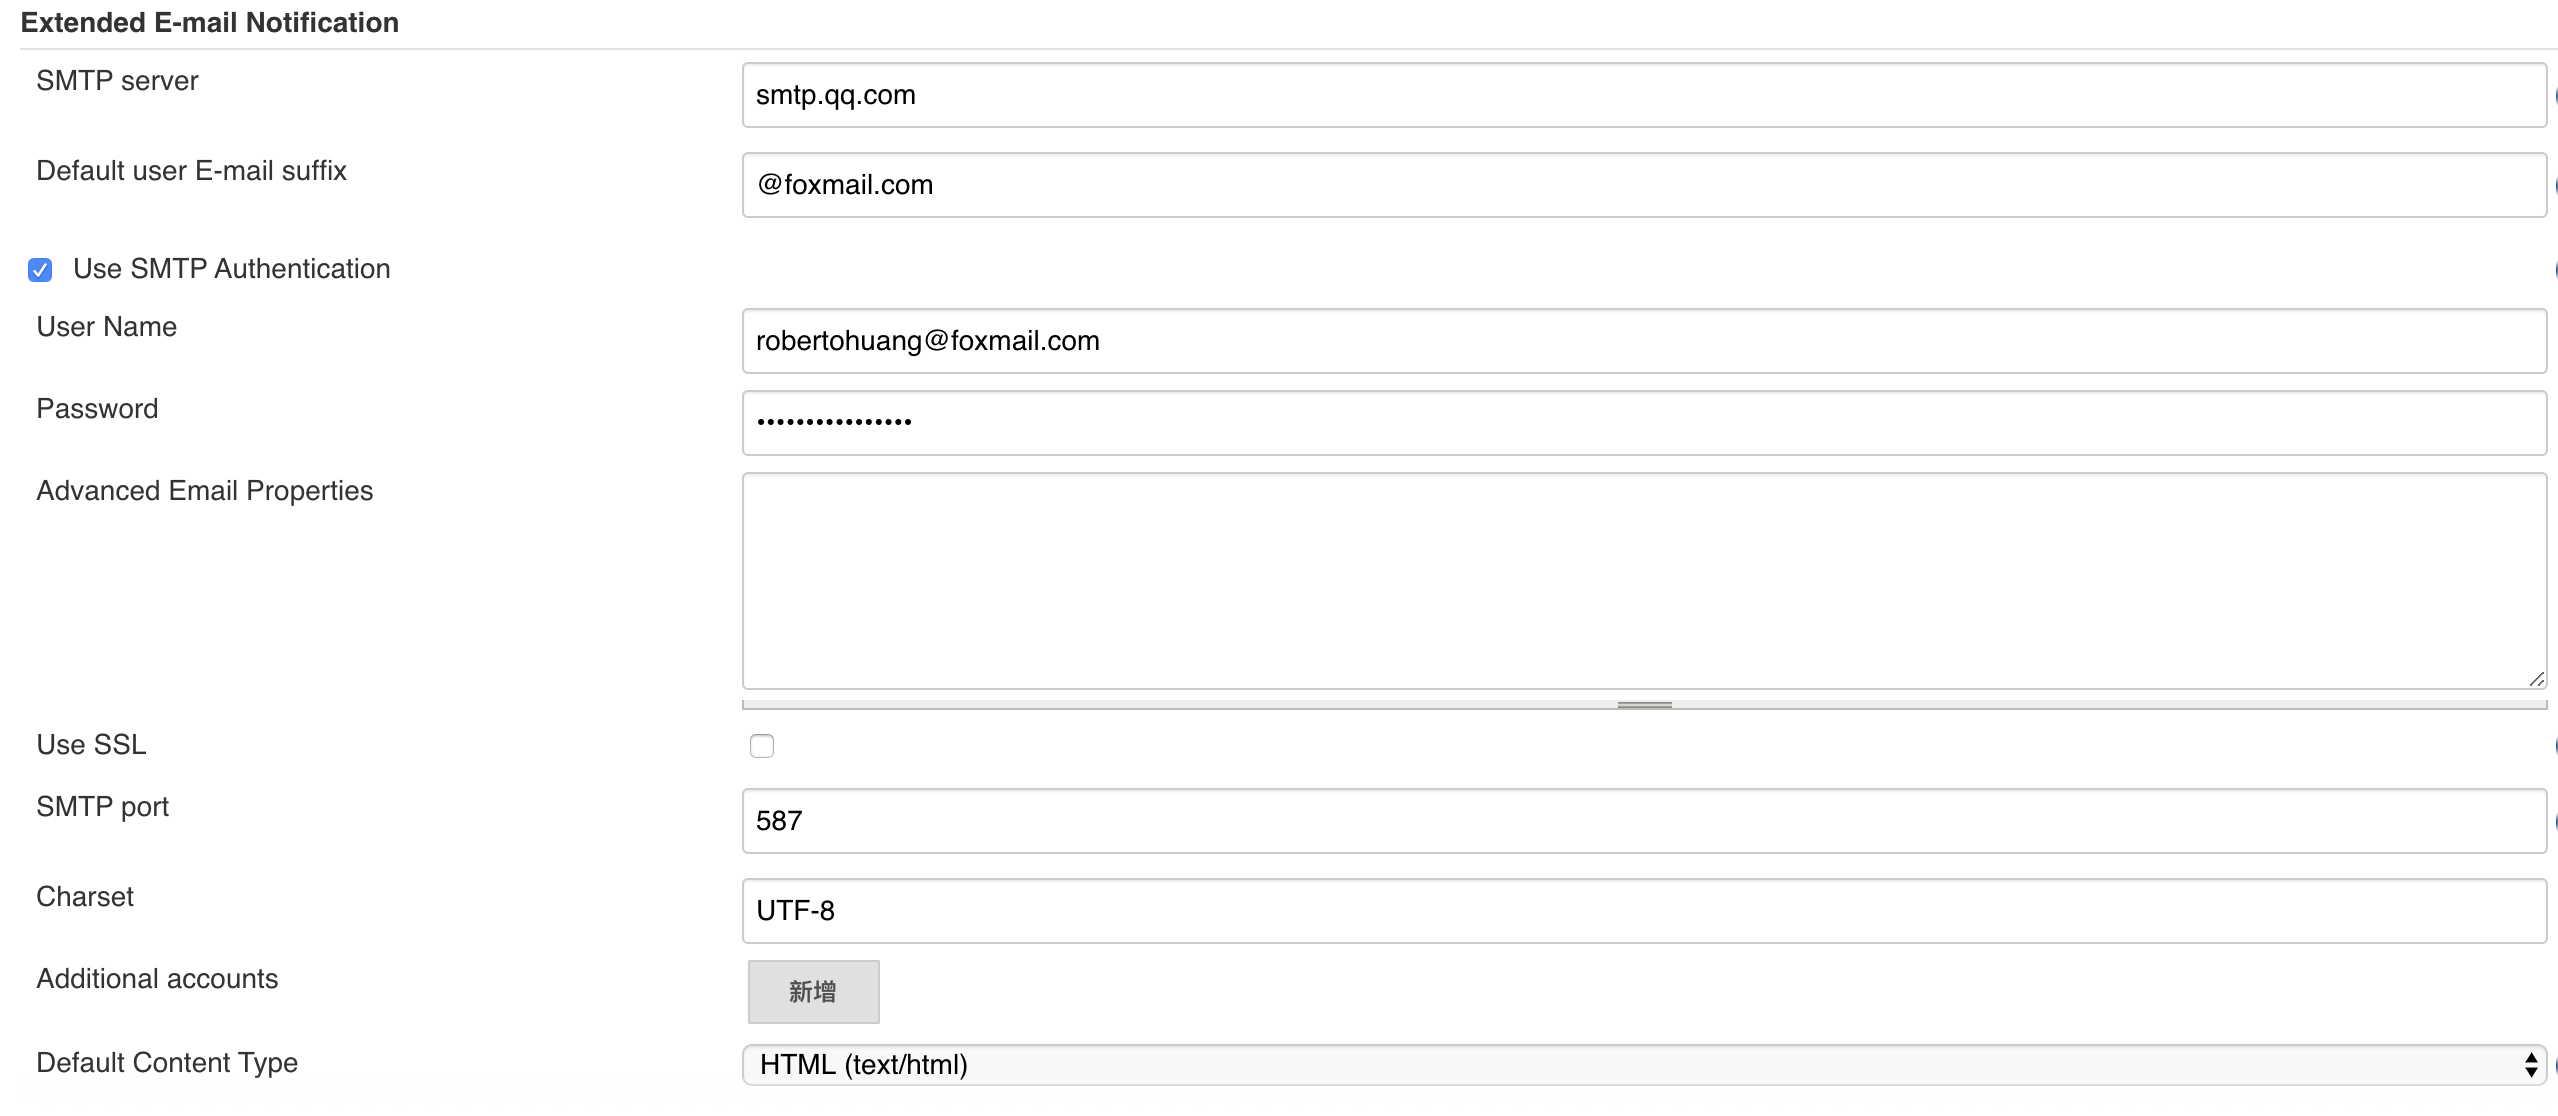 Extended E-mail Notification
SMTP server
smtp.qq.com
Default user E-mail suffix
@foxmail.com
Use SMTP Authentication
User Name
robertohuang@foxmail.com
Password
••••••••••••••••
Advanced Email Properties
Use SSL
SMTP port
587
Charset
UTF-8
Additional accounts
新增
Default Content Type
HTML (text/html)